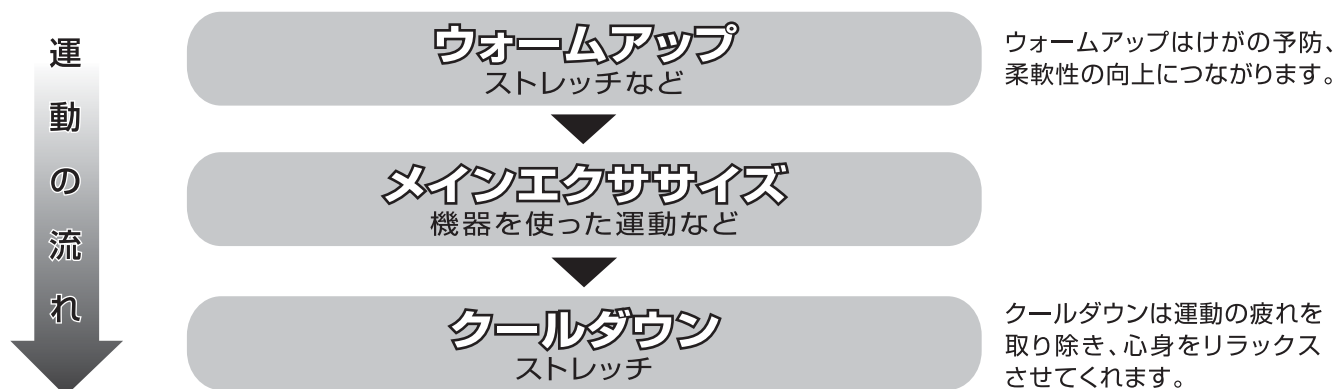 運動の流れ
ウォームアップ
ストレッチなど
ウォームアップはけがの予防、
柔軟性の向上につながります。
メインエクササイズ
機器を使った運動など
クールダウン
ストレッチ
クールダウンは運動の疲れを
取り除き、心身をリラックス
させてくれます。